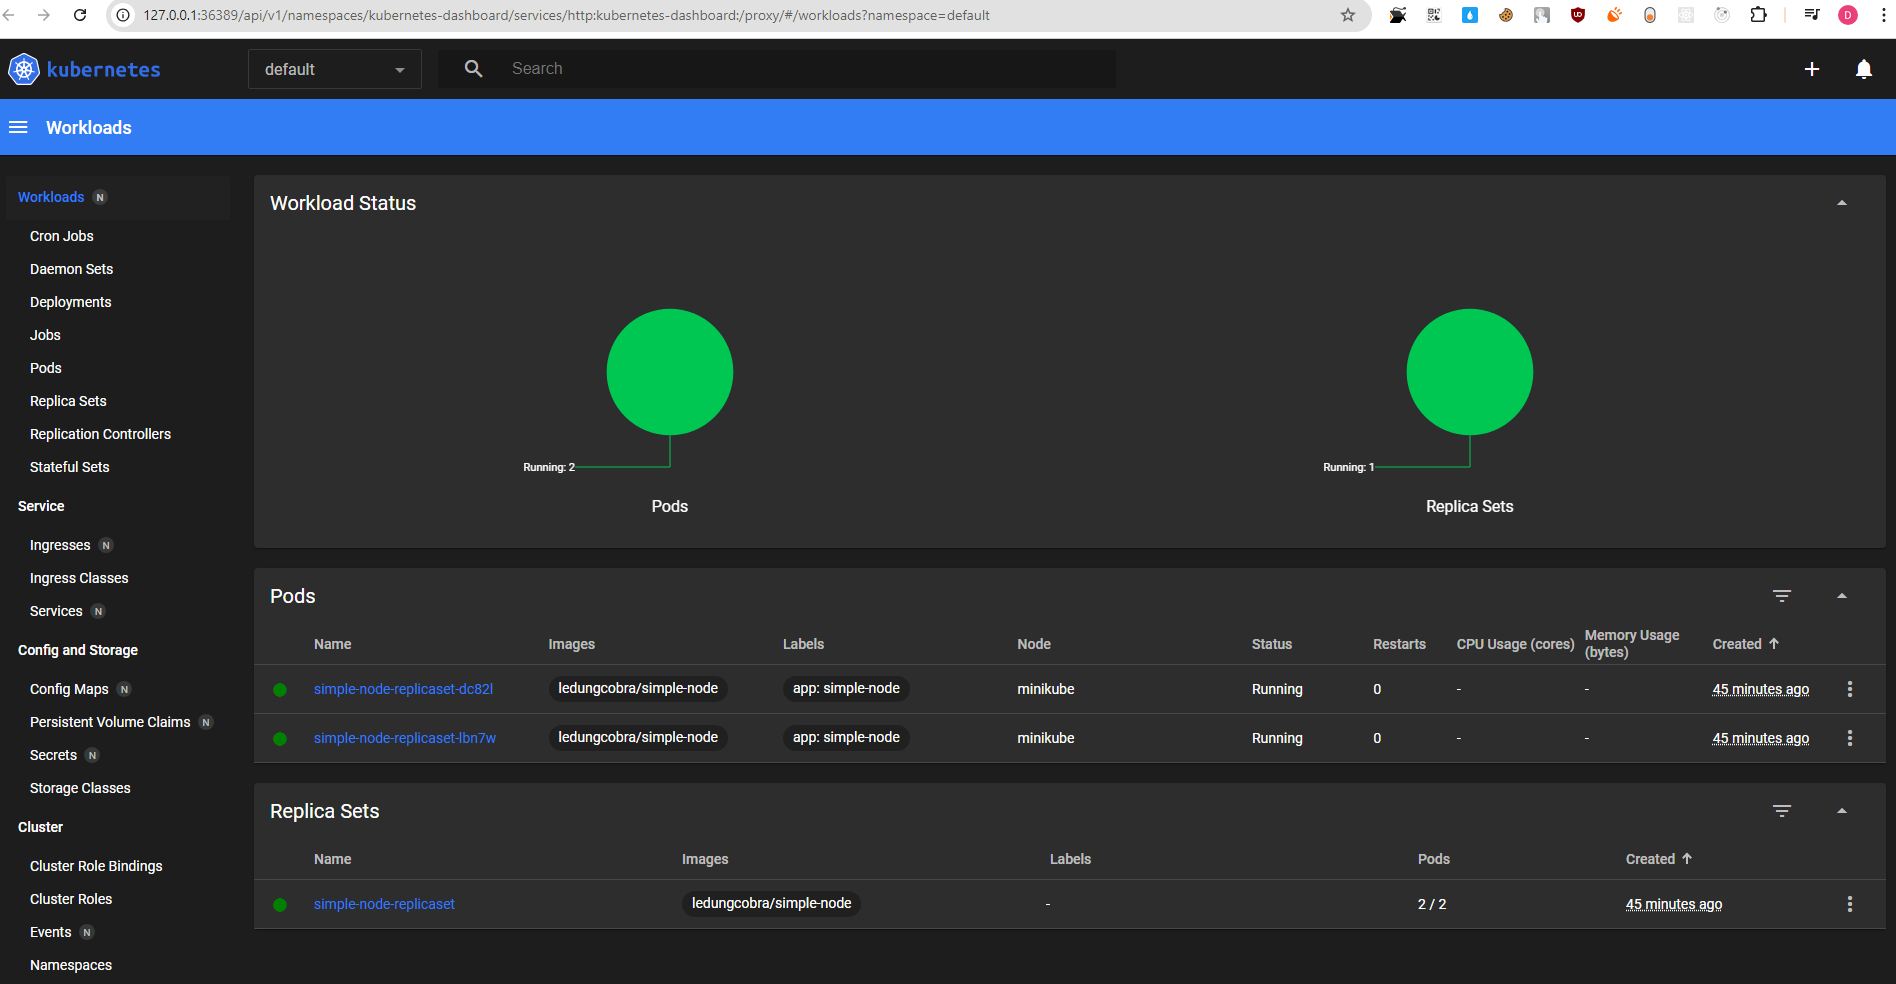 127.0.0.1:36389/api/v1/namespaces/kubernetes-dashboard/services/http:kubernetes-dashboard:/proxy/#/workloads?namespace=default
D
kubernetes
default
Search
Workloads
Workloads N
Cron Jobs
Daemon Sets
Deployments
Jobs
Pods
Replica Sets
Replication Controllers
Stateful Sets
Service
Ingresses N
Ingress Classes
Services N
Config and Storage
Config Maps N
Persistent Volume Claims N
Secrets N
Storage Classes
Cluster
Cluster Role Bindings
Cluster Roles
Events N
Namespaces
Workload Status
Running: 2
Pods
Running: 1
Replica Sets
Pods
Name Images Labels Node Status Restarts CPU Usage (cores) Memory Usage (bytes) Created
simple-node-replicaset-dc82l ledungcobra/simple-node app: simple-node minikube Running 0 - - 45 minutes ago
simple-node-replicaset-lbn7w ledungcobra/simple-node app: simple-node minikube Running 0 - - 45 minutes ago
Replica Sets
Name Images Labels Pods Created
simple-node-replicaset ledungcobra/simple-node - 2 / 2 45 minutes ago